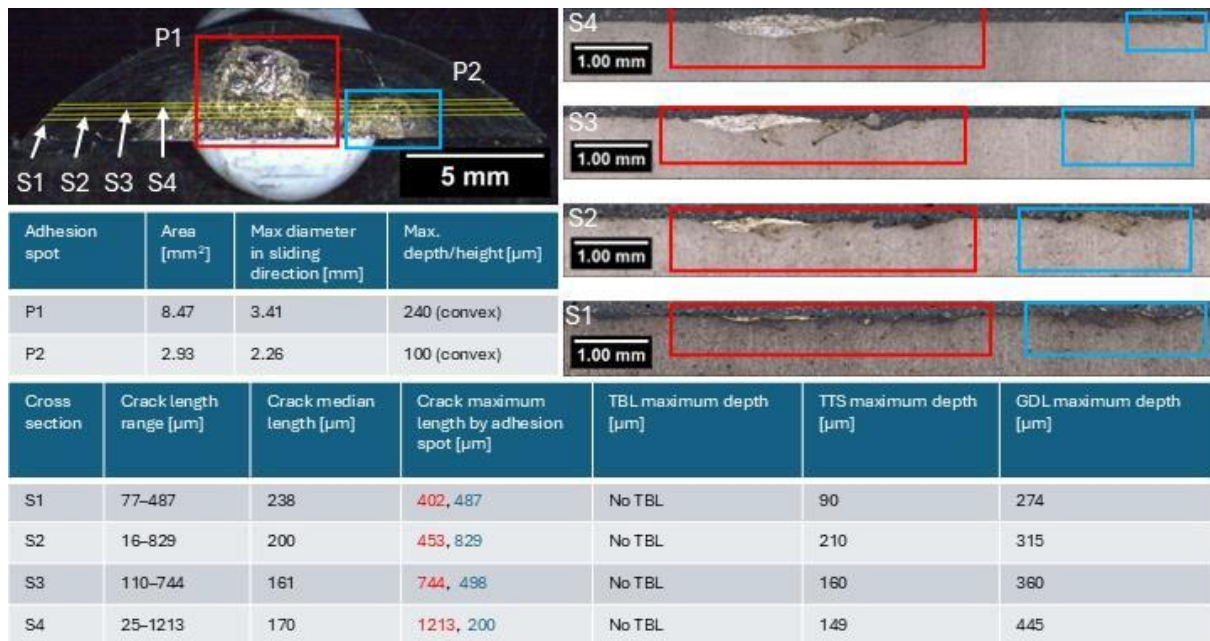 P1
P2
S1 S2 S3 S4
5 mm
S4
1.00 mm
S3
1.00 mm
S2
1.00 mm
S1
1.00 mm
Adhesion spot Area [mm²] Max diameter in sliding direction [mm] Max. depth/height [µm]
P1 8.47 3.41 240 (convex)
P2 2.93 2.26 100 (convex)
Cross section Crack length range [µm] Crack median length [µm] Crack maximum length by adhesion spot [µm] TBL maximum depth [µm] TTS maximum depth [µm] GDL maximum depth [µm]
S1 77–487 238 402, 487 No TBL 90 274
S2 16–829 200 453, 829 No TBL 210 315
S3 110–744 161 744, 498 No TBL 160 360
S4 25–1213 170 1213, 200 No TBL 149 445